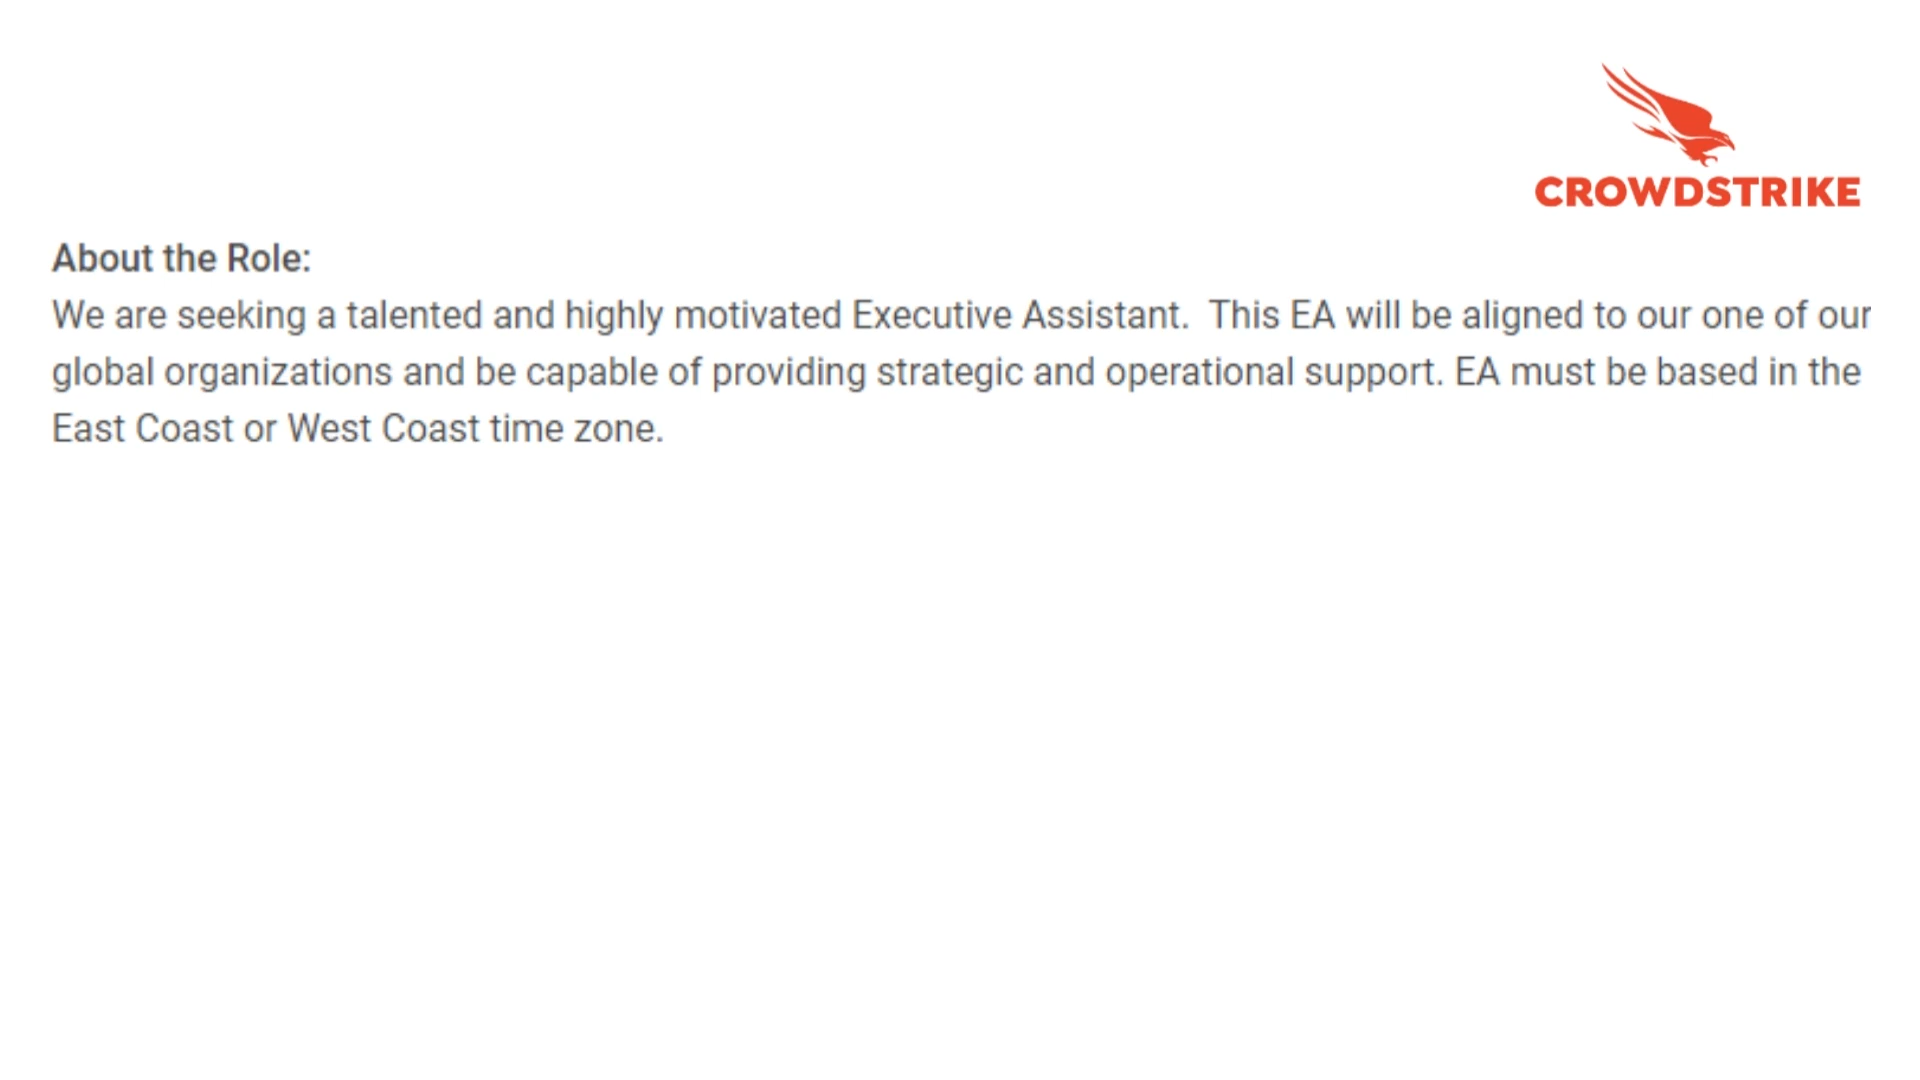 CROWDSTRIKE
About the Role:
We are seeking a talented and highly motivated Executive Assistant.  This EA will be aligned to our one of our
global organizations and be capable of providing strategic and operational support. EA must be based in the
East Coast or West Coast time zone.